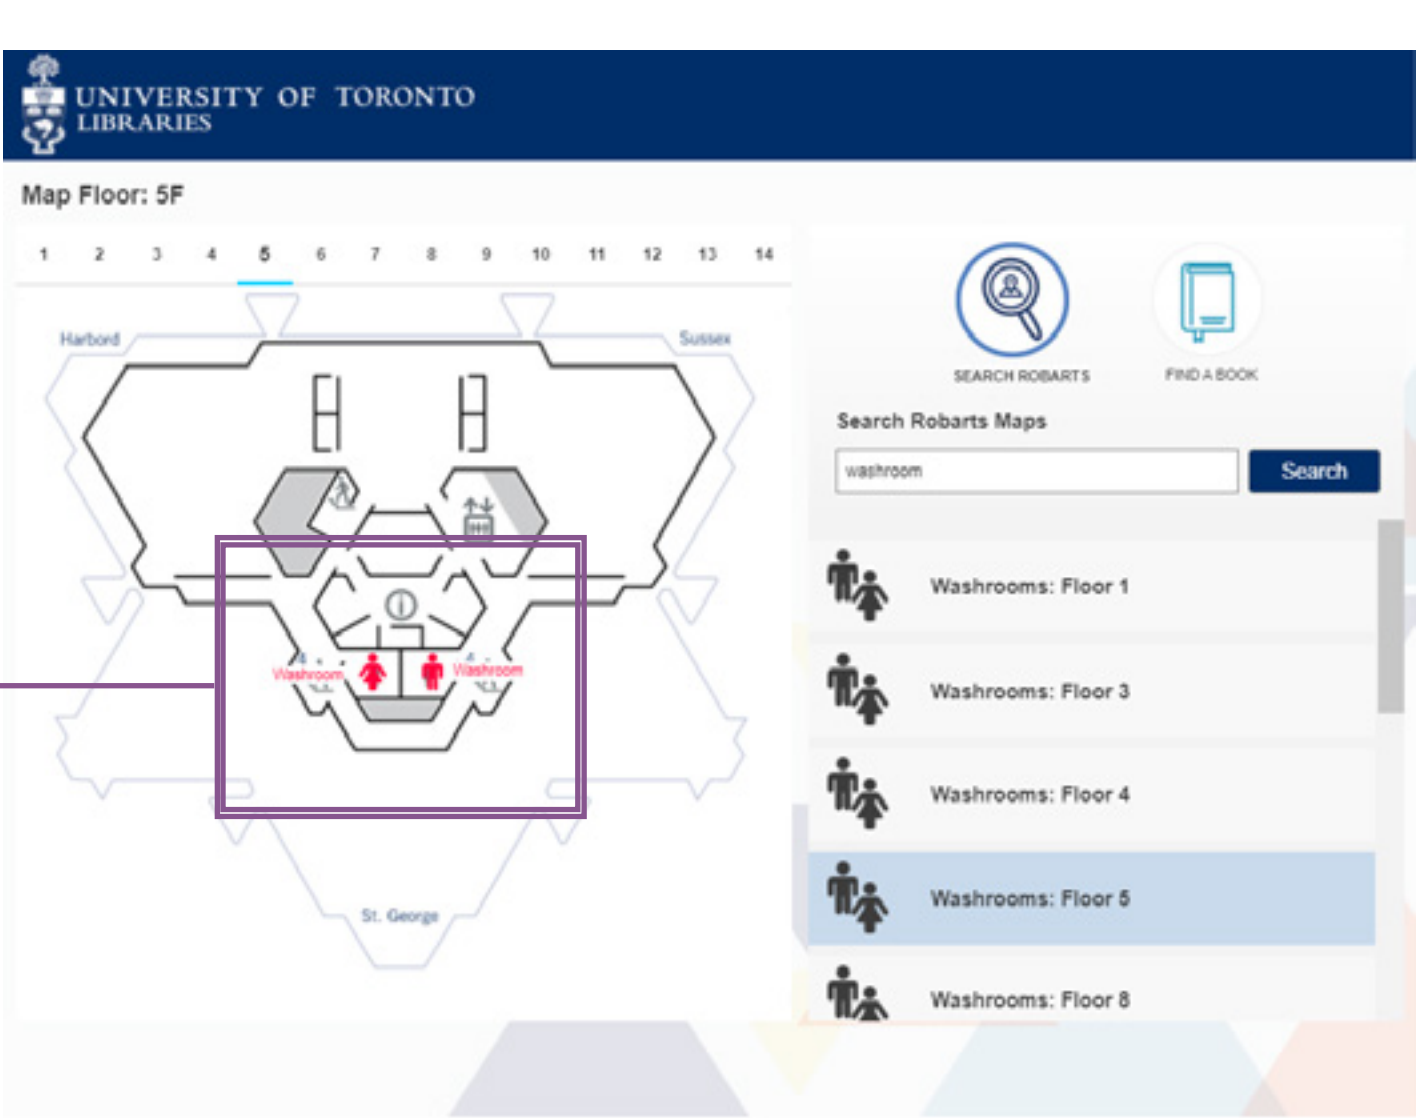 UNIVERSITY OF TORONTO
LIBRARIES
Map Floor: 5F
1 2 3 4 5 6 7 8 9 10 11 12 13 14
Harbord
Sussex
Washroom
Washroom
St. George
SEARCH ROBARTS
FIND A BOOK
Search Robarts Maps
washroom
Search
Washrooms: Floor 1
Washrooms: Floor 3
Washrooms: Floor 4
Washrooms: Floor 5
Washrooms: Floor 8